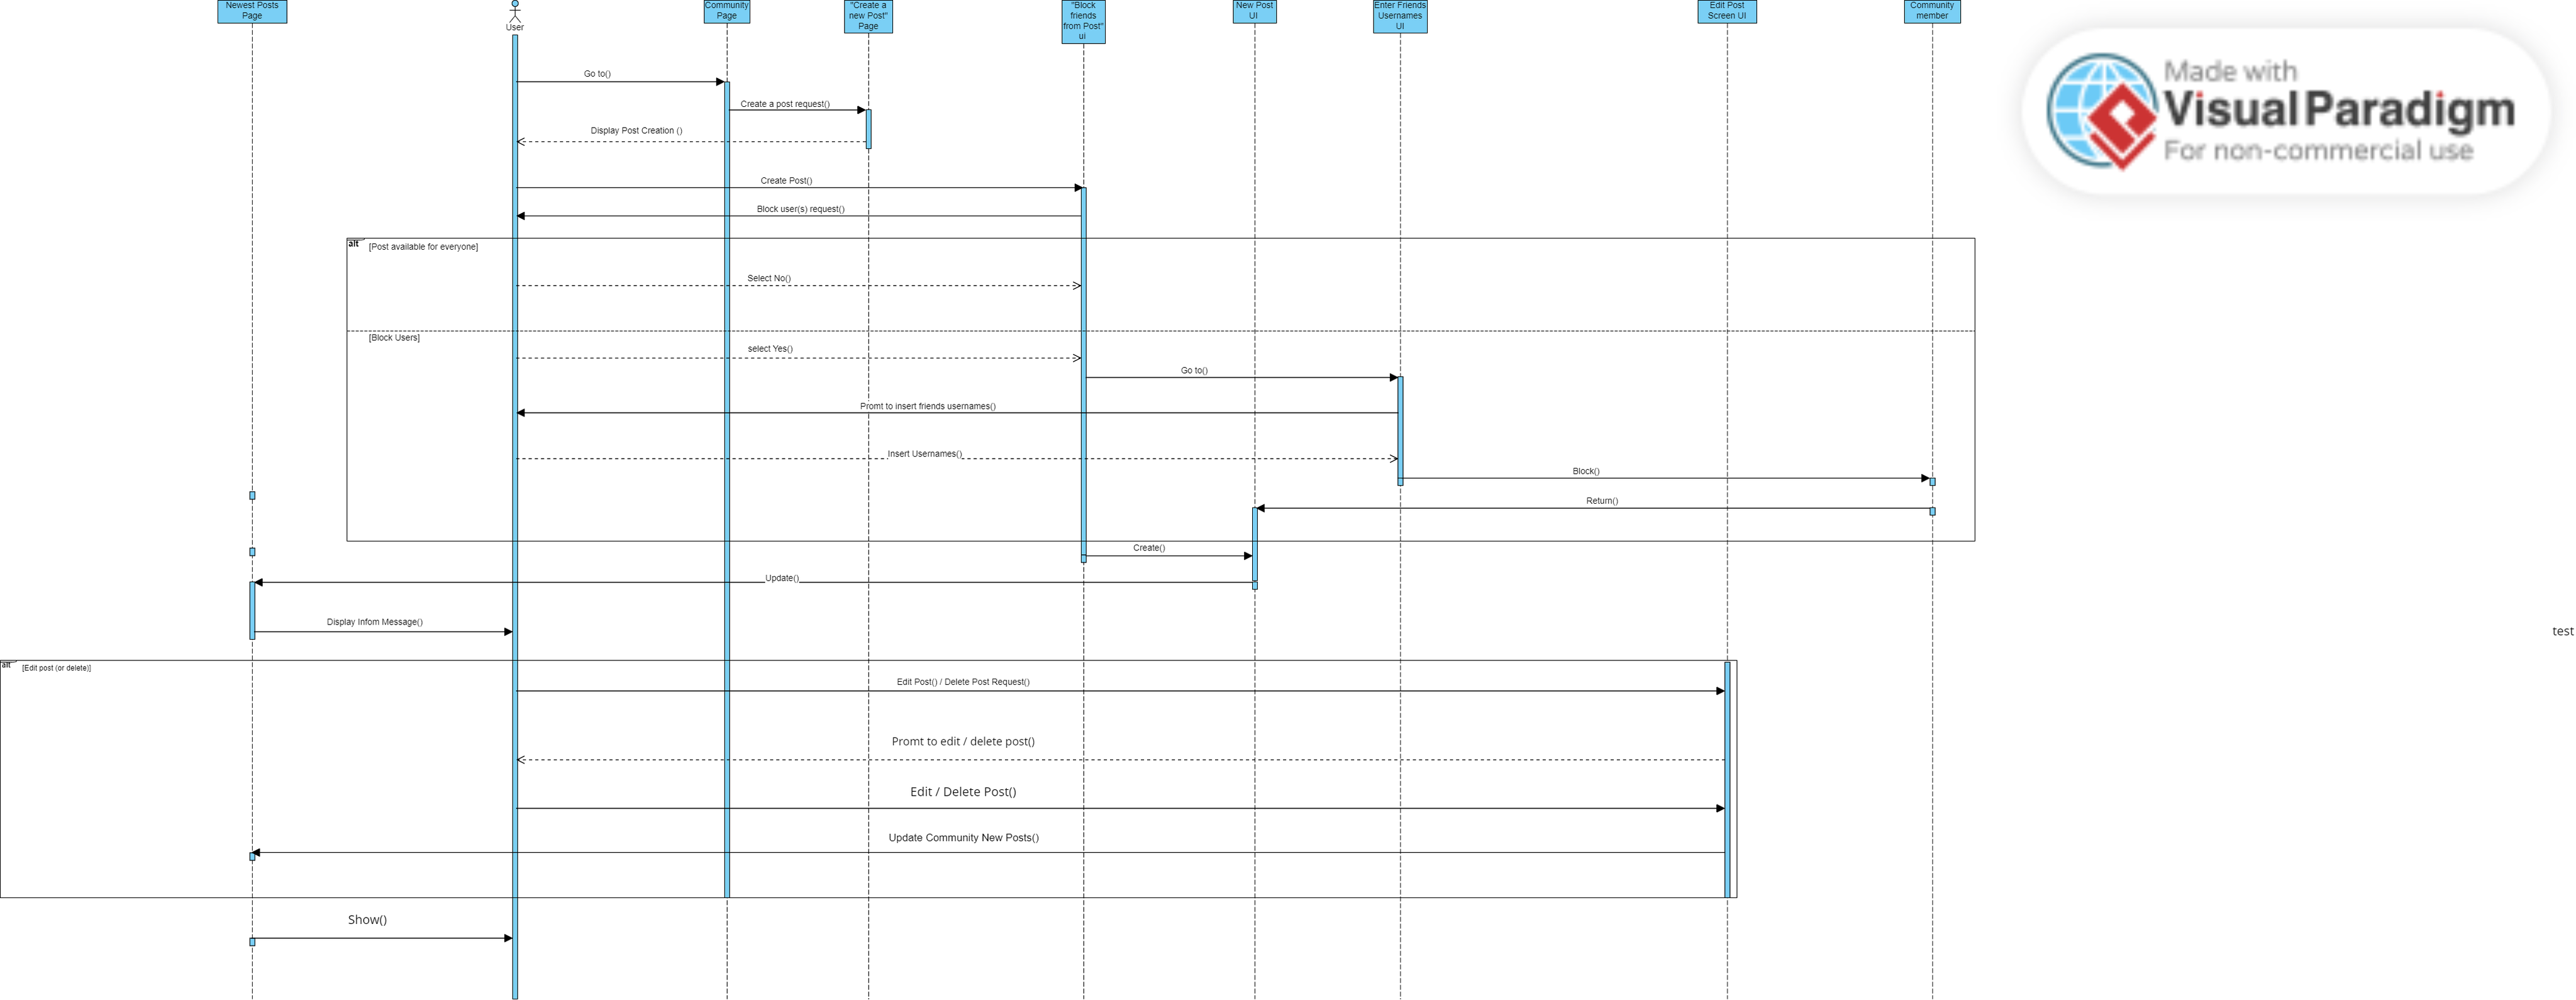 Newest Posts
Page
User
Community
Page
"Create a
new Post"
Page
"Block
friends
from Post"
ui
New Post
UI
Enter Friends
Usernames
UI
Edit Post
Screen UI
Community
member
Made with
Visual Paradigm
For non-commercial use
Go to()
Create a post request()
Display Post Creation ()
Create Post()
Block user(s) request()
alt
[Post available for everyone]
Select No()
[Block Users]
select Yes()
Go to()
Promt to insert friends usernames()
Insert Usernames()
Block()
Return()
Create()
Update()
Display Infom Message()
test
alt
[Edit post (or delete)]
Edit Post() / Delete Post Request()
Promt to edit / delete post()
Edit / Delete Post()
Update Community New Posts()
Show()